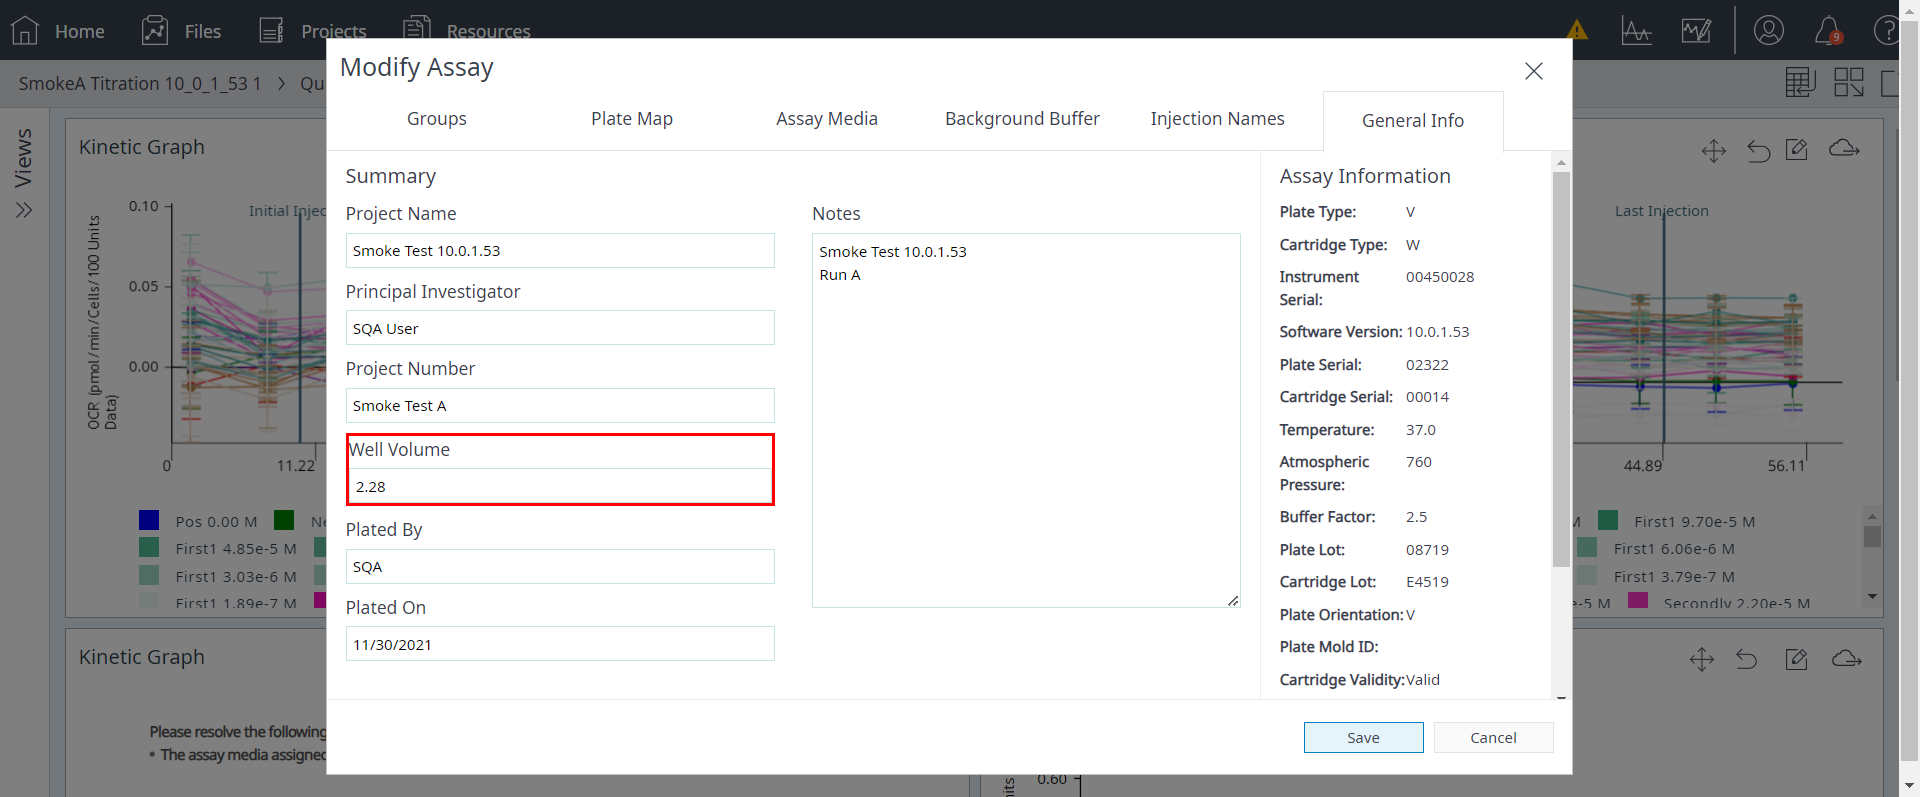 Home
Files
Projects
Resources
9
SmokeA Titration 10_0_1_53 1
Qu
Views
Modify Assay
Groups
Plate Map
Assay Media
Background Buffer
Injection Names
General Info
Summary
Project Name
Smoke Test 10.0.1.53
Principal Investigator
SQA User
Project Number
Smoke Test A
Well Volume
2.28
Plated By
SQA
Plated On
11/30/2021
Notes
Smoke Test 10.0.1.53
Run A
Assay Information
Plate Type: V
Cartridge Type: W
Instrument Serial: 00450028
Software Version: 10.0.1.53
Plate Serial: 02322
Cartridge Serial: 00014
Temperature: 37.0
Atmospheric Pressure: 760
Buffer Factor: 2.5
Plate Lot: 08719
Cartridge Lot: E4519
Plate Orientation: V
Plate Mold ID:
Cartridge Validity: Valid
Save
Cancel
Kinetic Graph
OCR (pmol/min/Cells/100 Units
Data)
0.10
0.05
0.00
Initial Injec
0
11.22
Pos 0.00 M
Ne
First1 4.85e-5 M
First1 3.03e-6 M
First1 1.89e-7 M
Last Injection
44.89
56.11
M
First1 9.70e-5 M
First1 6.06e-6 M
First1 3.79e-7 M
e-5 M
Secondly 2.20e-5 M
Kinetic Graph
Please resolve the following
• The assay media assigned
nits
0.60